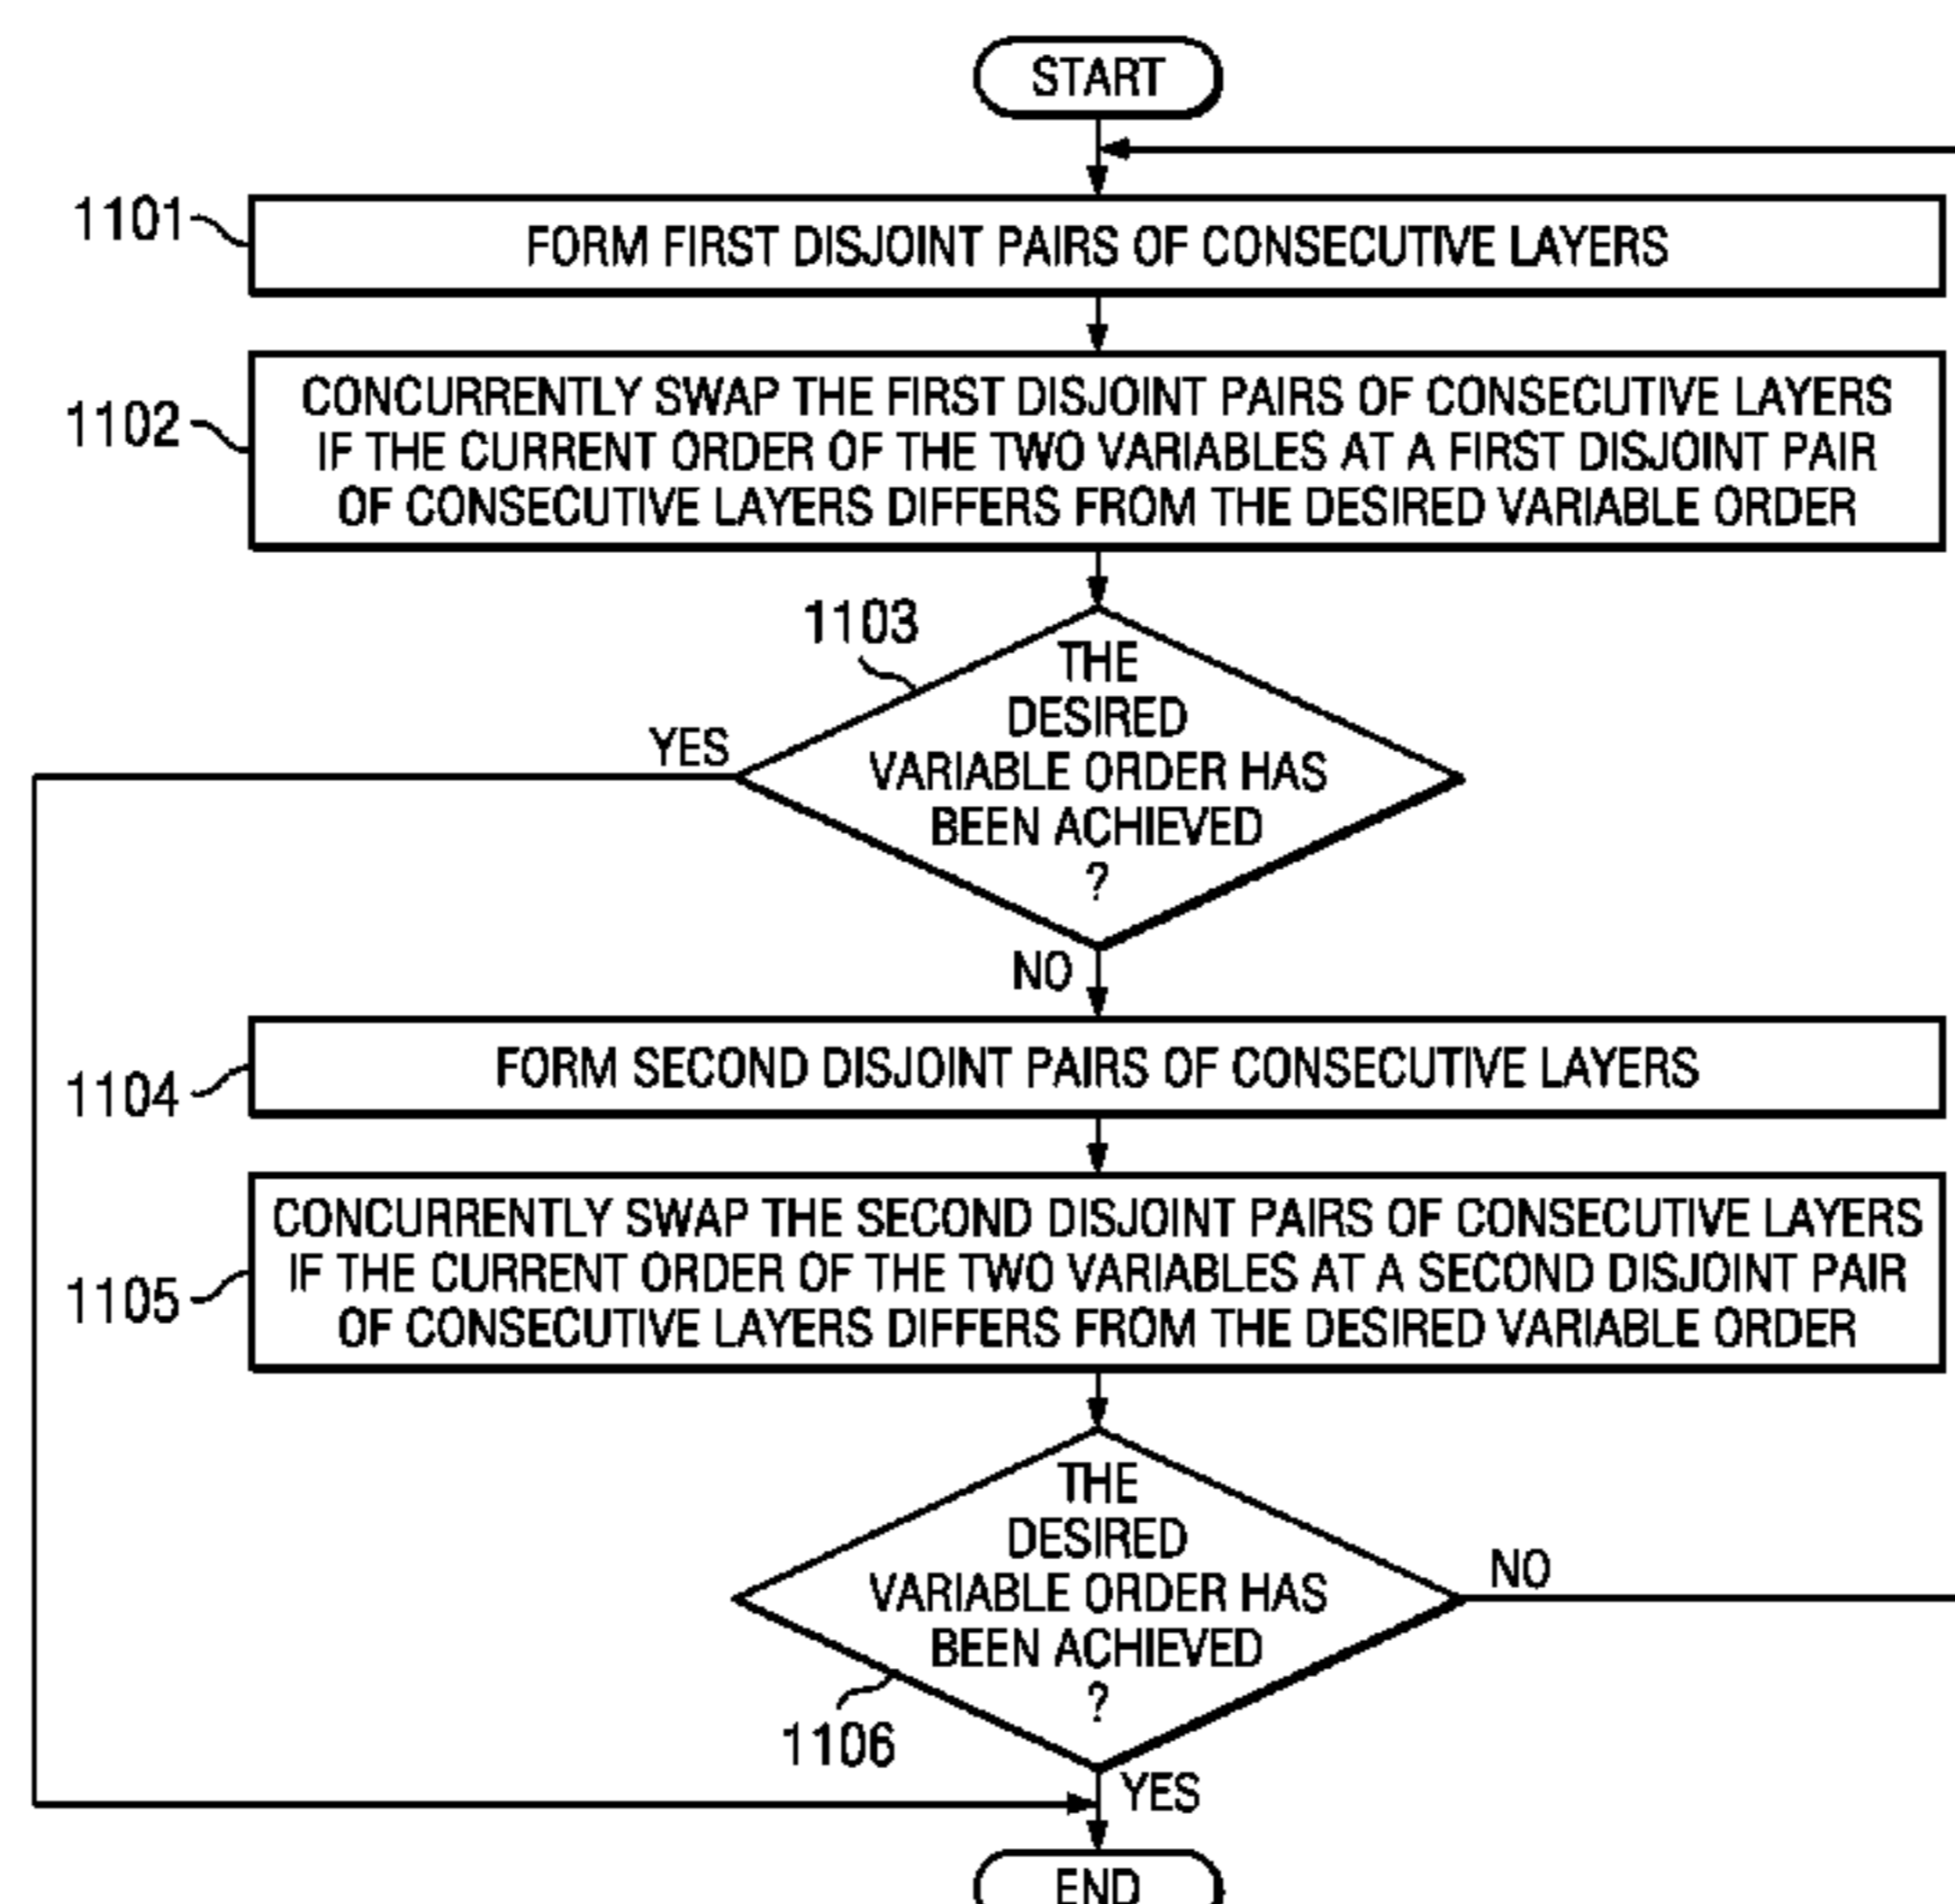 START
1101
FORM FIRST DISJOINT PAIRS OF CONSECUTIVE LAYERS
1102
CONCURRENTLY SWAP THE FIRST DISJOINT PAIRS OF CONSECUTIVE LAYERS
IF THE CURRENT ORDER OF THE TWO VARIABLES AT A FIRST DISJOINT PAIR
OF CONSECUTIVE LAYERS DIFFERS FROM THE DESIRED VARIABLE ORDER
1103
THE
DESIRED
VARIABLE ORDER HAS
BEEN ACHIEVED
?
YES
NO
1104
FORM SECOND DISJOINT PAIRS OF CONSECUTIVE LAYERS
1105
CONCURRENTLY SWAP THE SECOND DISJOINT PAIRS OF CONSECUTIVE LAYERS
IF THE CURRENT ORDER OF THE TWO VARIABLES AT A SECOND DISJOINT PAIR
OF CONSECUTIVE LAYERS DIFFERS FROM THE DESIRED VARIABLE ORDER
THE
DESIRED
VARIABLE ORDER HAS
BEEN ACHIEVED
?
NO
1106
YES
END